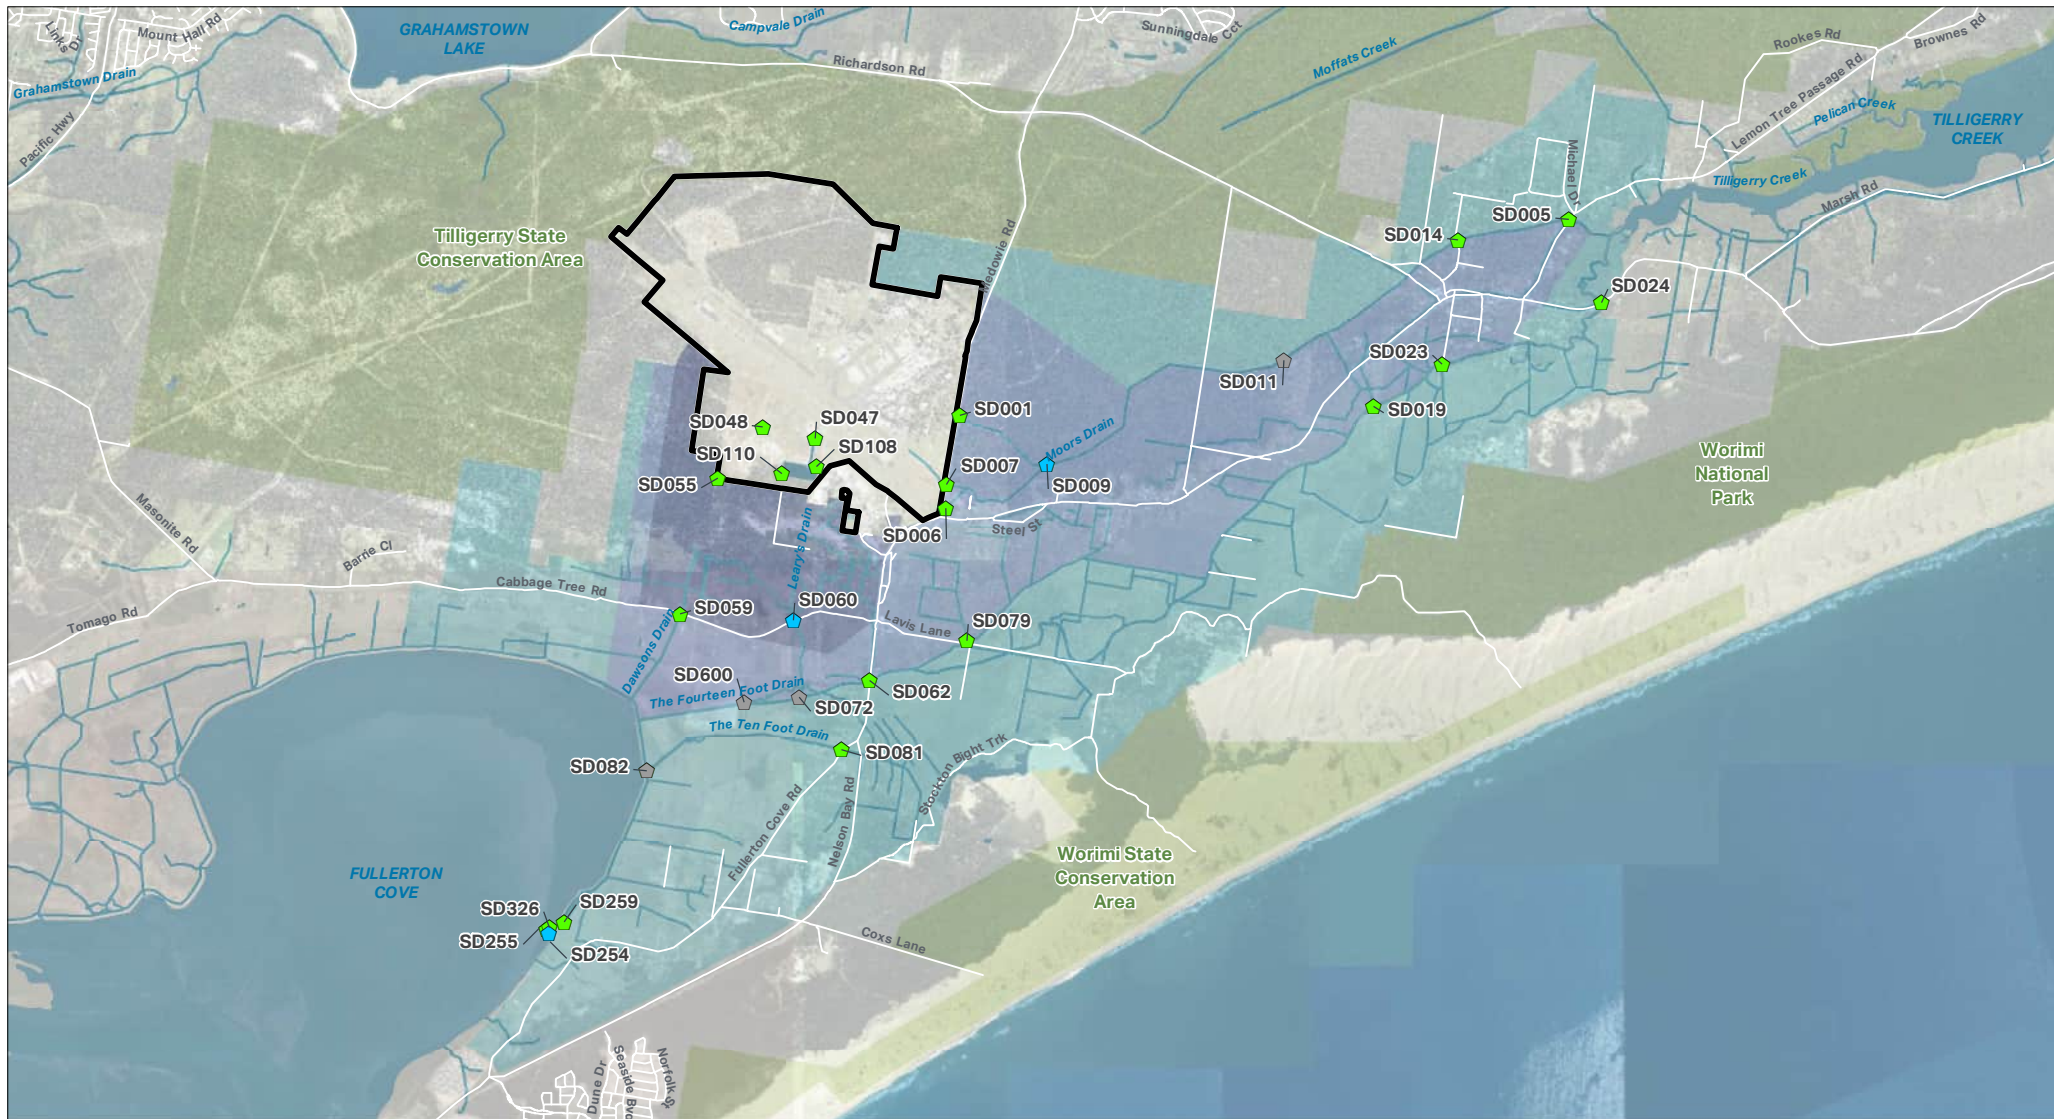 Links Dr
Mount Hall Rd
GRAHAMSTOWN
LAKE
Campvale Drain
Sunningdale Cct
Richardson Rd
Moffats Creek
Rookes Rd
Brownes Rd
Grahamstown Drain
Pacific Hwy
Lemon Tree Passage Rd
Pelican Creek
TILLIGERRY
CREEK
Michael Dr
Tilligerry Creek
Marsh Rd
SD005
SD014
Tilligerry State
Conservation Area
Medowie Rd
SD024
SD023
SD011
SD019
SD001
SD048
SD047
Moors Drain
SD110
SD108
SD007
SD055
SD009
Worimi
National
Park
SD006
Steel St
Masonite Rd
Barrie Cl
Leary's Drain
Cabbage Tree Rd
Tomago Rd
SD059
SD060
Lavis Lane
SD079
Dawsons Drain
SD600
The Fourteen Foot Drain
SD062
SD072
The Ten Foot Drain
SD081
SD082
Stockton Bight Trk
Fullerton Cove Rd
Nelson Bay Rd
FULLERTON
COVE
Worimi State
Conservation
Area
SD326
SD259
SD255
SD254
Coxs Lane
Dune Dr
Seaside Bvd
Norfolk St